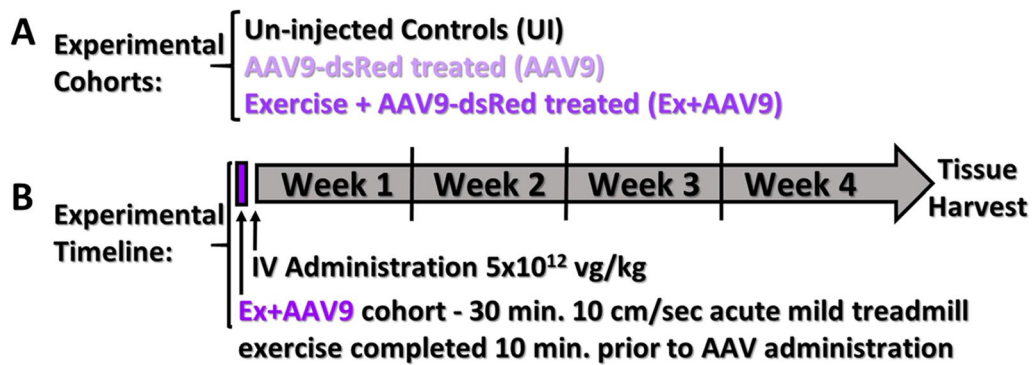 A
Experimental
Cohorts:
Un-injected Controls (UI)
AAV9-dsRed treated (AAV9)
Exercise + AAV9-dsRed treated (Ex+AAV9)
B
Experimental
Timeline:
Week 1 Week 2 Week 3 Week 4
Tissue
Harvest
IV Administration 5x10¹² vg/kg
Ex+AAV9 cohort - 30 min. 10 cm/sec acute mild treadmill
exercise completed 10 min. prior to AAV administration